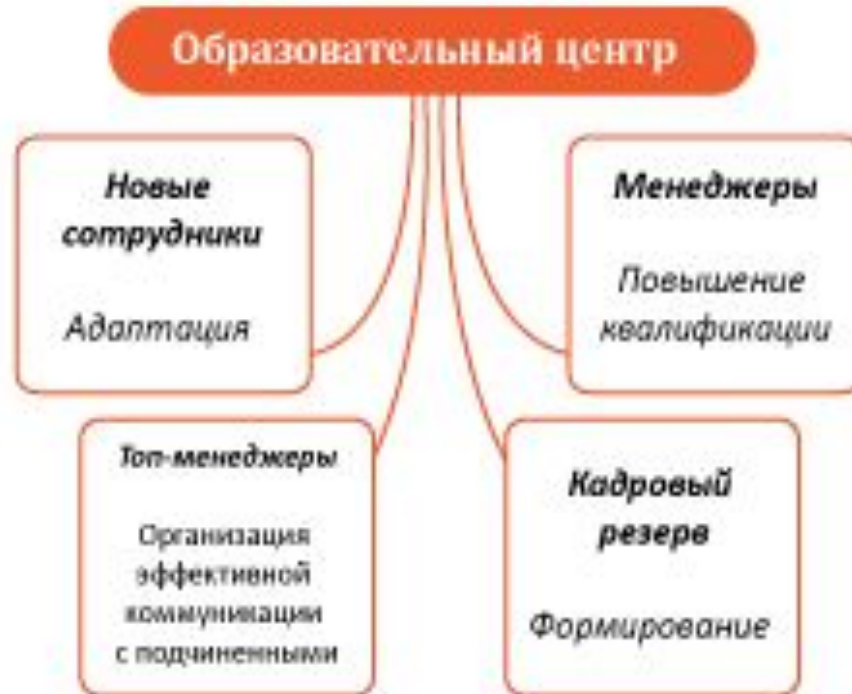 Образовательный центр
Новые
сотрудники
Адаптация
Менеджеры
Повышение
квалификации
Топ-менеджеры
Организация
эффективной
коммуникации
с подчиненными
Кадровый
резерв
Формирование